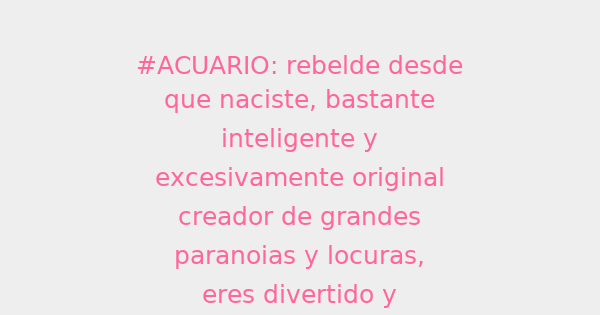 #ACUARIO: rebelde desde
que naciste, bastante
inteligente y
excesivamente original
creador de grandes
paranoias y locuras,
eres divertido y